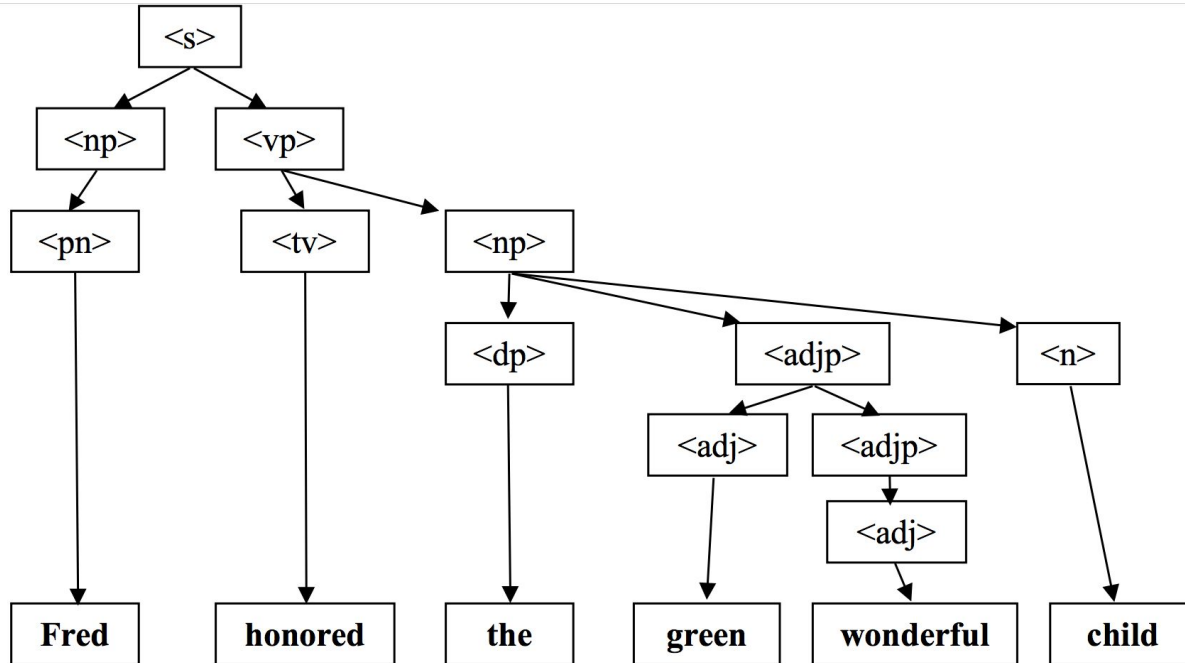 <s>
<np> <vp>
<pn> <tv> <np>
<dp> <adjp> <n>
<adj> <adjp>
<adj>
Fred honored the green wonderful child